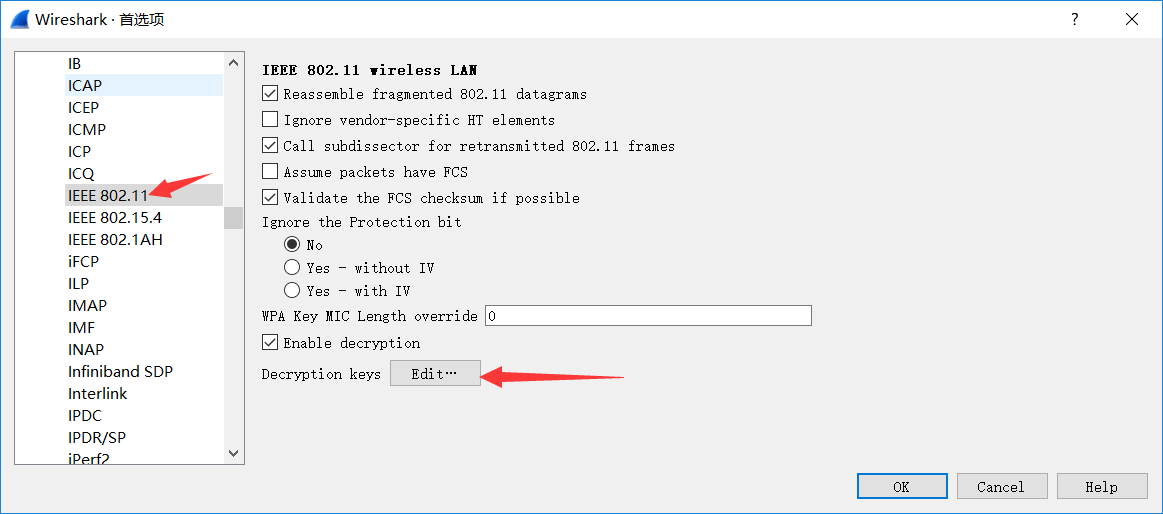 Wireshark · 首选项
?
IB
ICAP
ICEP
ICMP
ICP
ICQ
IEEE 802.11
IEEE 802.15.4
IEEE 802.1AH
iFCP
ILP
IMAP
IMF
INAP
Infiniband SDP
Interlink
IPDC
IPDR/SP
iPerf2
IEEE 802.11 wireless LAN
Reassemble fragmented 802.11 datagrams
Ignore vendor-specific HT elements
Call subdissector for retransmitted 802.11 frames
Assume packets have FCS
Validate the FCS checksum if possible
Ignore the Protection bit
No
Yes - without IV
Yes - with IV
WPA Key MIC Length override 0
Enable decryption
Decryption keys Edit…
OK Cancel Help